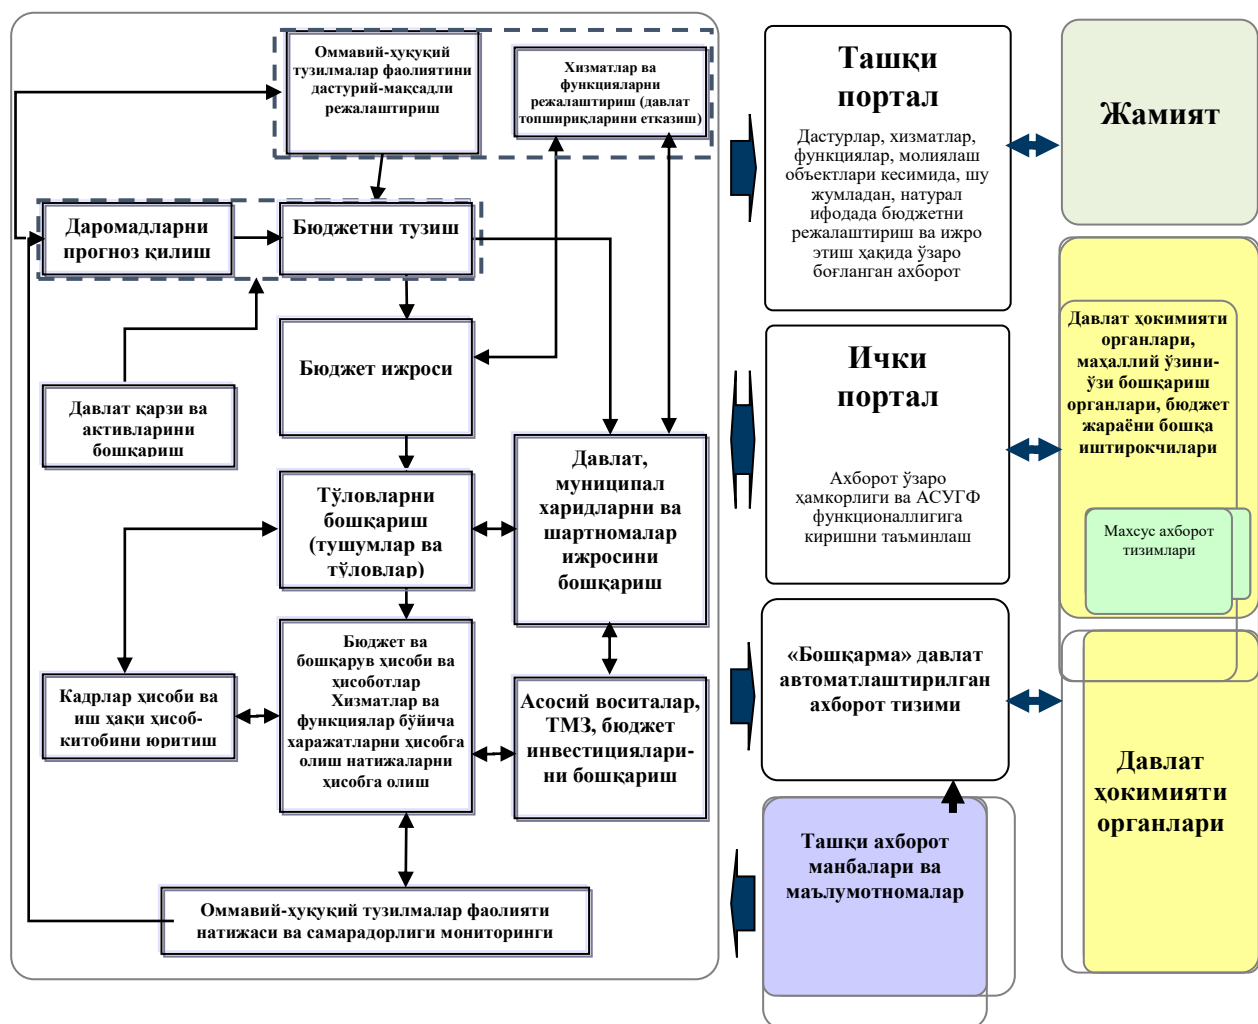 Оммавий-ҳуқуқий
тузилмалар фаолиятини
дастурий-мақсадли
режалаштириш
Хизматлар ва
функцияларни
режалаштириш (давлат
топшириқларини етказиш)
Даромадларни
прогноз қилиш
Бюджетни тузиш
Бюджет ижроси
Давлат қарзи ва
активларини
бошқариш
Тўловларни
бошқариш
(тушумлар ва
тўловлар)
Давлат,
муниципал
харидларни ва
шартномалар
ижросини
бошқариш
Кадрлар ҳисоби ва
иш ҳақи ҳисоб-
китобини юритиш
Бюджет ва
бошқарув ҳисоби ва
ҳисоботлар
Хизматлар ва
функциялар бўйича
харажатларни ҳисобга
олиш натижаларни
ҳисобга олиш
Асосий воситалар,
ТМЗ, бюджет
инвестициялари-
ни бошқариш
Оммавий-ҳуқуқий тузилмалар фаолияти
натижаси ва самарадорлиги мониторинги
Ташқи
портал
Дастурлар, хизматлар,
функциялар, молиялаш
объектлари кесимида, шу
жумладан, натурал
ифодада бюджетни
режалаштириш ва ижро
этиш ҳақида ўзаро
боғланган ахборот
Ички
портал
Ахборот ўзаро
ҳамкорлиги ва АСУГФ
функционаллигига
киришни таъминлаш
«Бошқарма» давлат
автоматлаштирилган
ахборот тизими
Ташқи ахборот
манбалари ва
маълумотномалар
Жамият
Давлат ҳокимияти
органлари,
маҳаллий ўзини-
ўзи бошқариш
органлари, бюджет
жараёни бошқа
иштирокчилари
Махсус ахборот
тизимлари
Давлат
ҳокимияти
органлари